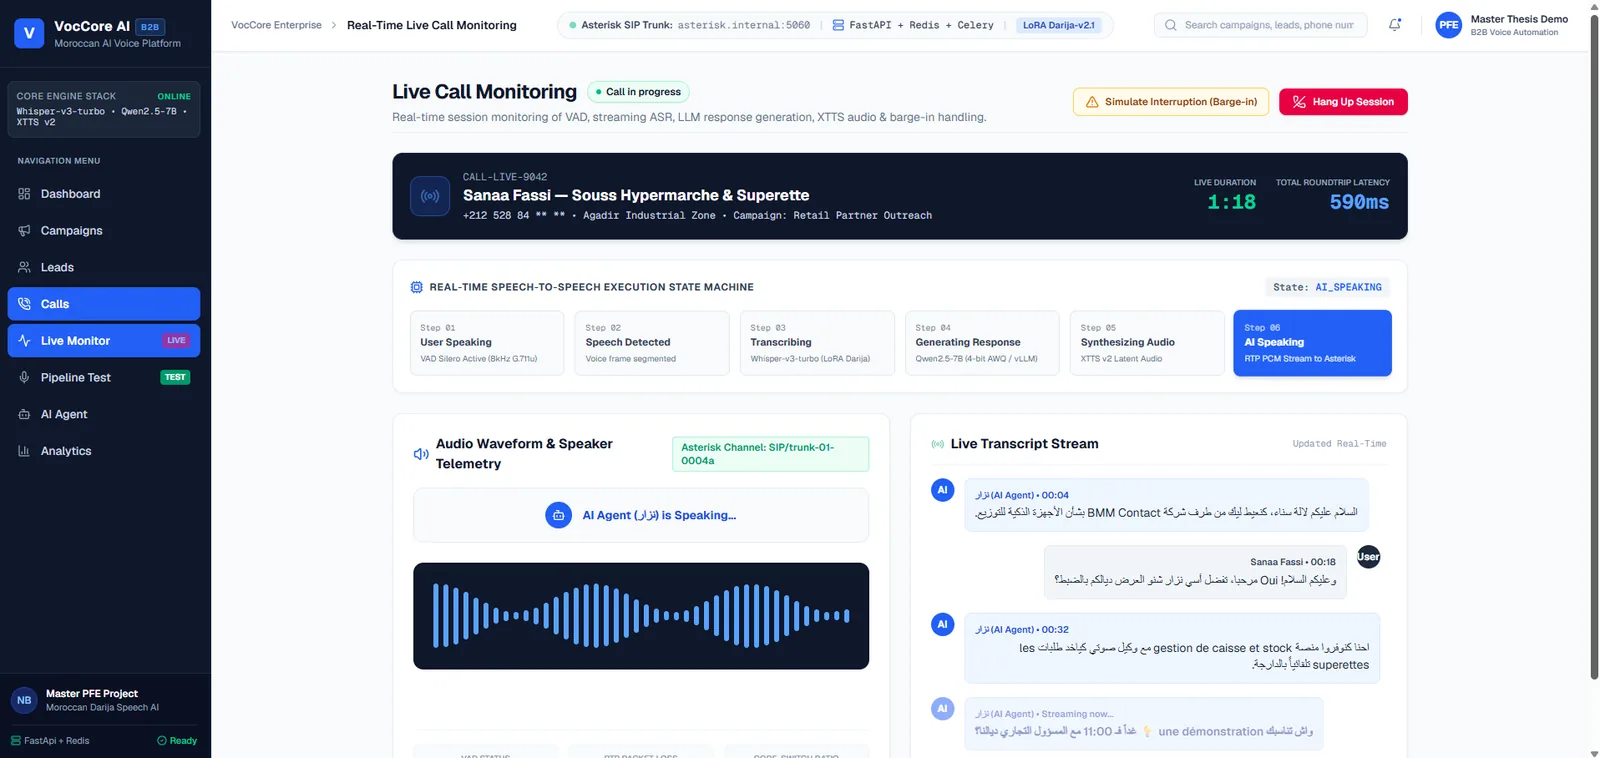 V
VocCore AI B2B
Moroccan AI Voice Platform
CORE ENGINE STACK ONLINE
Whisper-v3-turbo • Qwen2.5-7B •
XTTS v2
NAVIGATION MENU
Dashboard
Campaigns
Leads
Calls
Live Monitor LIVE
Pipeline Test TEST
AI Agent
Analytics
NB
Master PFE Project
Moroccan Darija Speech AI
FastApi + Redis Ready
VocCore Enterprise > Real-Time Live Call Monitoring
Asterisk SIP Trunk: asterisk.internal:5060 | FastAPI + Redis + Celery | LoRA Darija-v2.1
Search campaigns, leads, phone num
PFE
Master Thesis Demo
B2B Voice Automation
Live Call Monitoring
Call in progress
Real-time session monitoring of VAD, streaming ASR, LLM response generation, XTTS audio & barge-in handling.
Simulate Interruption (Barge-in)
Hang Up Session
CALL-LIVE-9042
Sanaa Fassi — Souss Hypermarche & Superette
+212 528 84 ** ** • Agadir Industrial Zone • Campaign: Retail Partner Outreach
LIVE DURATION
1:18
TOTAL ROUNDTRIP LATENCY
590ms
REAL-TIME SPEECH-TO-SPEECH EXECUTION STATE MACHINE
State: AI_SPEAKING
Step 01
User Speaking
VAD Silero Active (8kHz G.711u)
Step 02
Speech Detected
Voice frame segmented
Step 03
Transcribing
Whisper-v3-turbo (LoRA Darija)
Step 04
Generating Response
Qwen2.5-7B (4-bit AWQ / vLLM)
Step 05
Synthesizing Audio
XTTS v2 Latent Audio
Step 06
AI Speaking
RTP PCM Stream to Asterisk
Audio Waveform & Speaker
Telemetry
Asterisk Channel: SIP/trunk-01-
0004a
AI Agent (نزار) is Speaking...
VAD STATUS
RTP PACKET LOSS
CODE-SWITCH RATIO
Live Transcript Stream
Updated Real-Time
AI
نزار (AI Agent) • 00:04
السلام عليكم لالة سناء، كنعيط ليك من طرف شركة BMM Contact بشأن الأجهزة الذكية للتوزيع.
Sanaa Fassi • 00:18
User
وعليكم السلام! Oui مرحبا، تفضل أسي نزار شنو العرض ديالكم بالضبط؟
AI
نزار (AI Agent) • 00:32
احنا كنوفروا منصة gestion de caisse et stock مع وكيل صوتي كياخد طلبات les
superettes تلقائياً بالدارجة.
AI
نزار (AI Agent) • Streaming now...
واش تناسبك une démonstration 👇 غداً فـ 11:00 مع المسؤول التجاري ديالنا؟